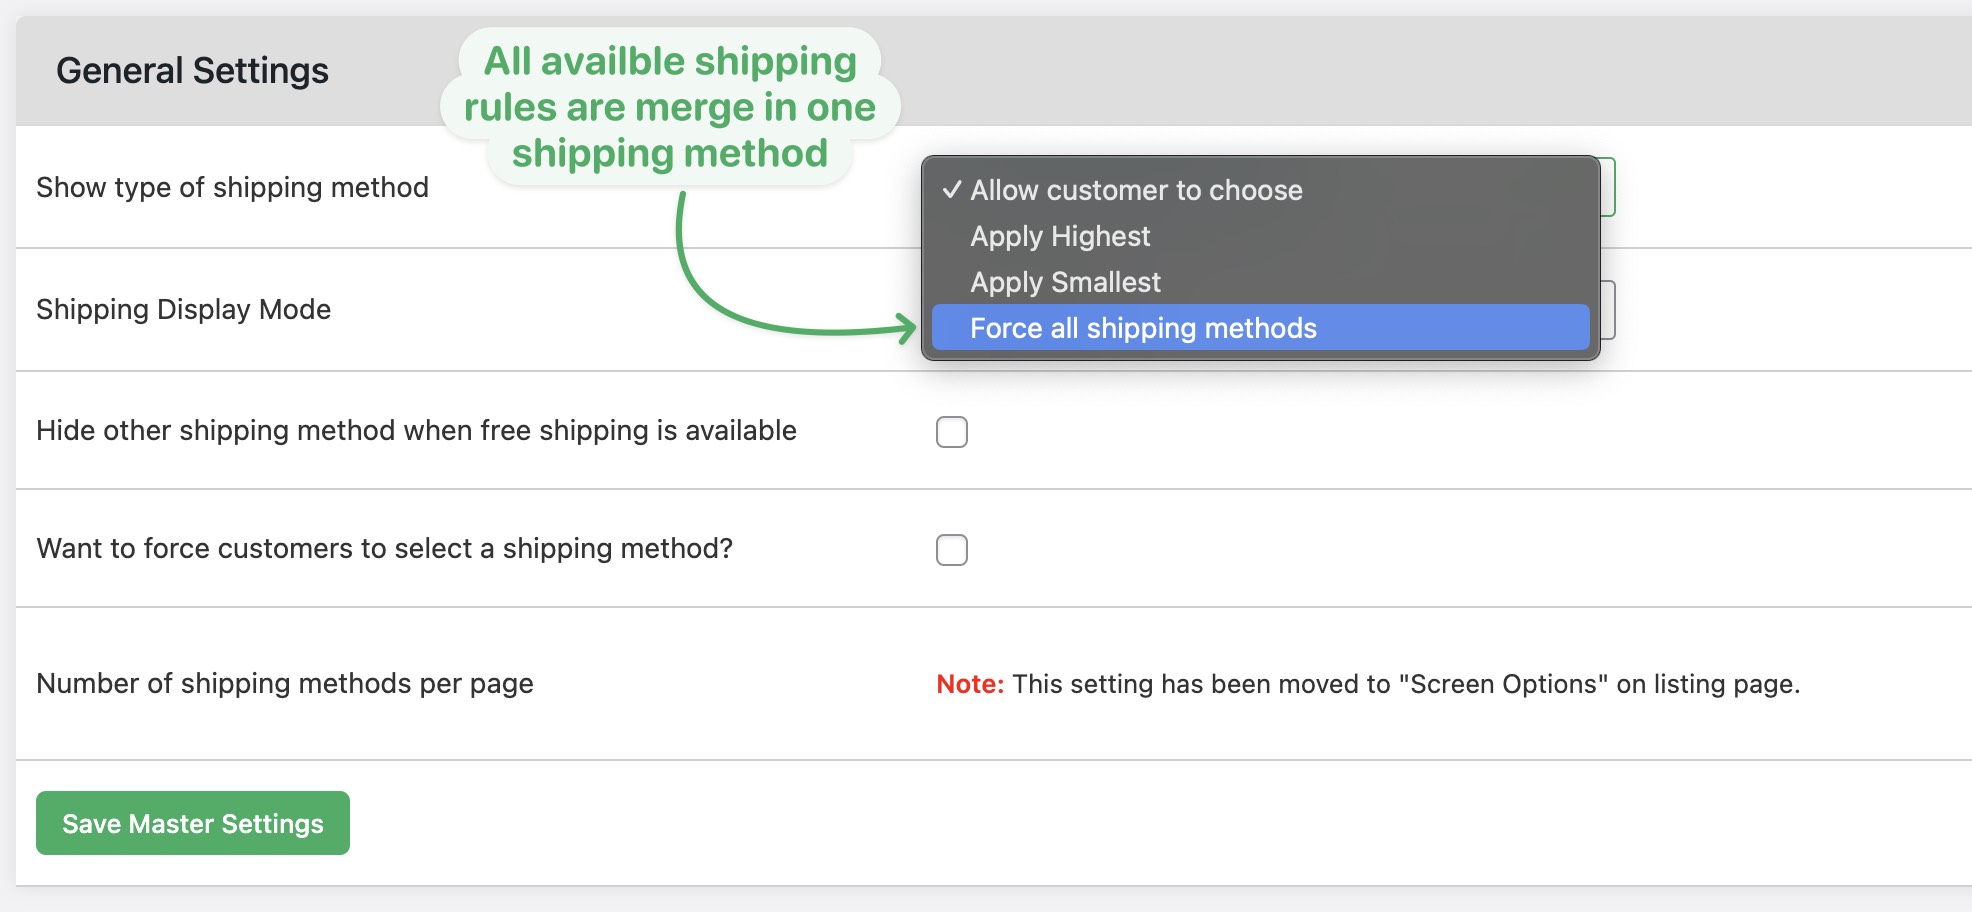 General Settings
All availble shipping
rules are merge in one
shipping method
Show type of shipping method
✓ Allow customer to choose
Apply Highest
Apply Smallest
Force all shipping methods
Shipping Display Mode
Hide other shipping method when free shipping is available
Want to force customers to select a shipping method?
Number of shipping methods per page
Note: This setting has been moved to "Screen Options" on listing page.
Save Master Settings